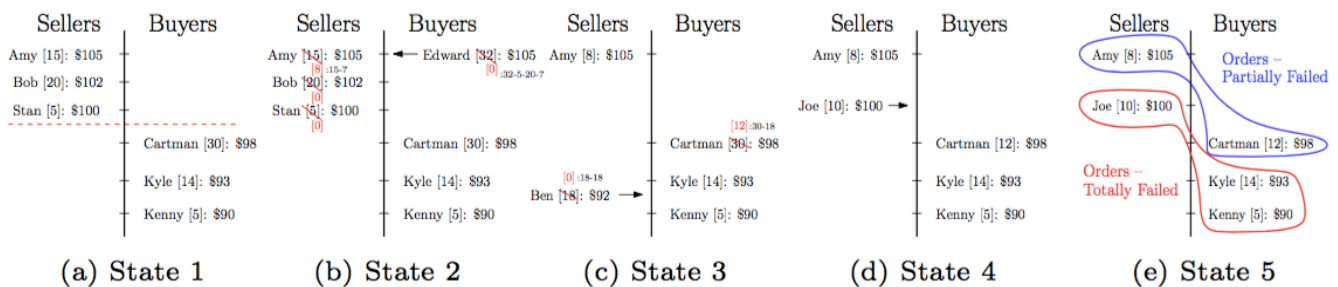 Sellers Buyers
Amy [15]: $105
Bob [20]: $102
Stan [5]: $100
Cartman [30]: $98
Kyle [14]: $93
Kenny [5]: $90
(a) State 1
Sellers Buyers
Amy [15]: $105
Edward [32]: $105
[8] :15-7
[0] :32-5-20-7
Bob [20]: $102
[0]
Stan [5]: $100
[0]
Cartman [30]: $98
Kyle [14]: $93
Kenny [5]: $90
(b) State 2
Sellers Buyers
Amy [8]: $105
[12] :30-18
Cartman [30]: $98
[0] :18-18
Kyle [14]: $93
Ben [18]: $92
Kenny [5]: $90
(c) State 3
Sellers Buyers
Amy [8]: $105
Joe [10]: $100
Cartman [12]: $98
Kyle [14]: $93
Kenny [5]: $90
(d) State 4
Sellers Buyers
Amy [8]: $105
Orders –
Partially Failed
Joe [10]: $100
Cartman [12]: $98
Orders –
Totally Failed
Kyle [14]: $93
Kenny [5]: $90
(e) State 5